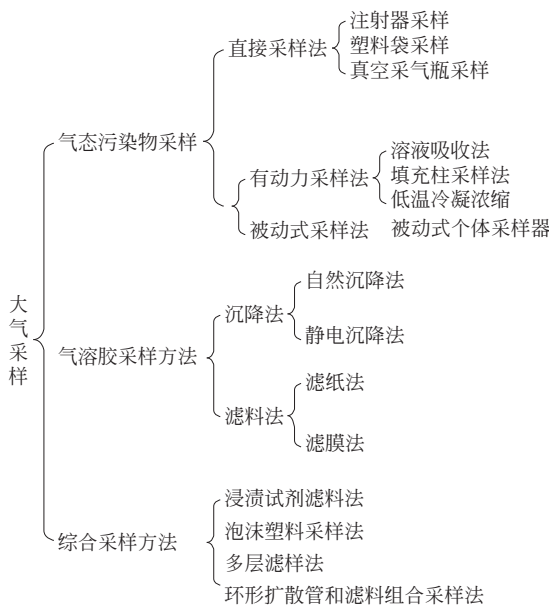 大气采样
气态污染物采样
直接采样法
注射器采样
塑料袋采样
真空采气瓶采样
有动力采样法
溶液吸收法
填充柱采样法
低温冷凝浓缩
被动式采样法 被动式个体采样器
气溶胶采样方法
沉降法
自然沉降法
静电沉降法
滤料法
滤纸法
滤膜法
综合采样方法
浸渍试剂滤料法
泡沫塑料采样法
多层滤样法
环形扩散管和滤料组合采样法